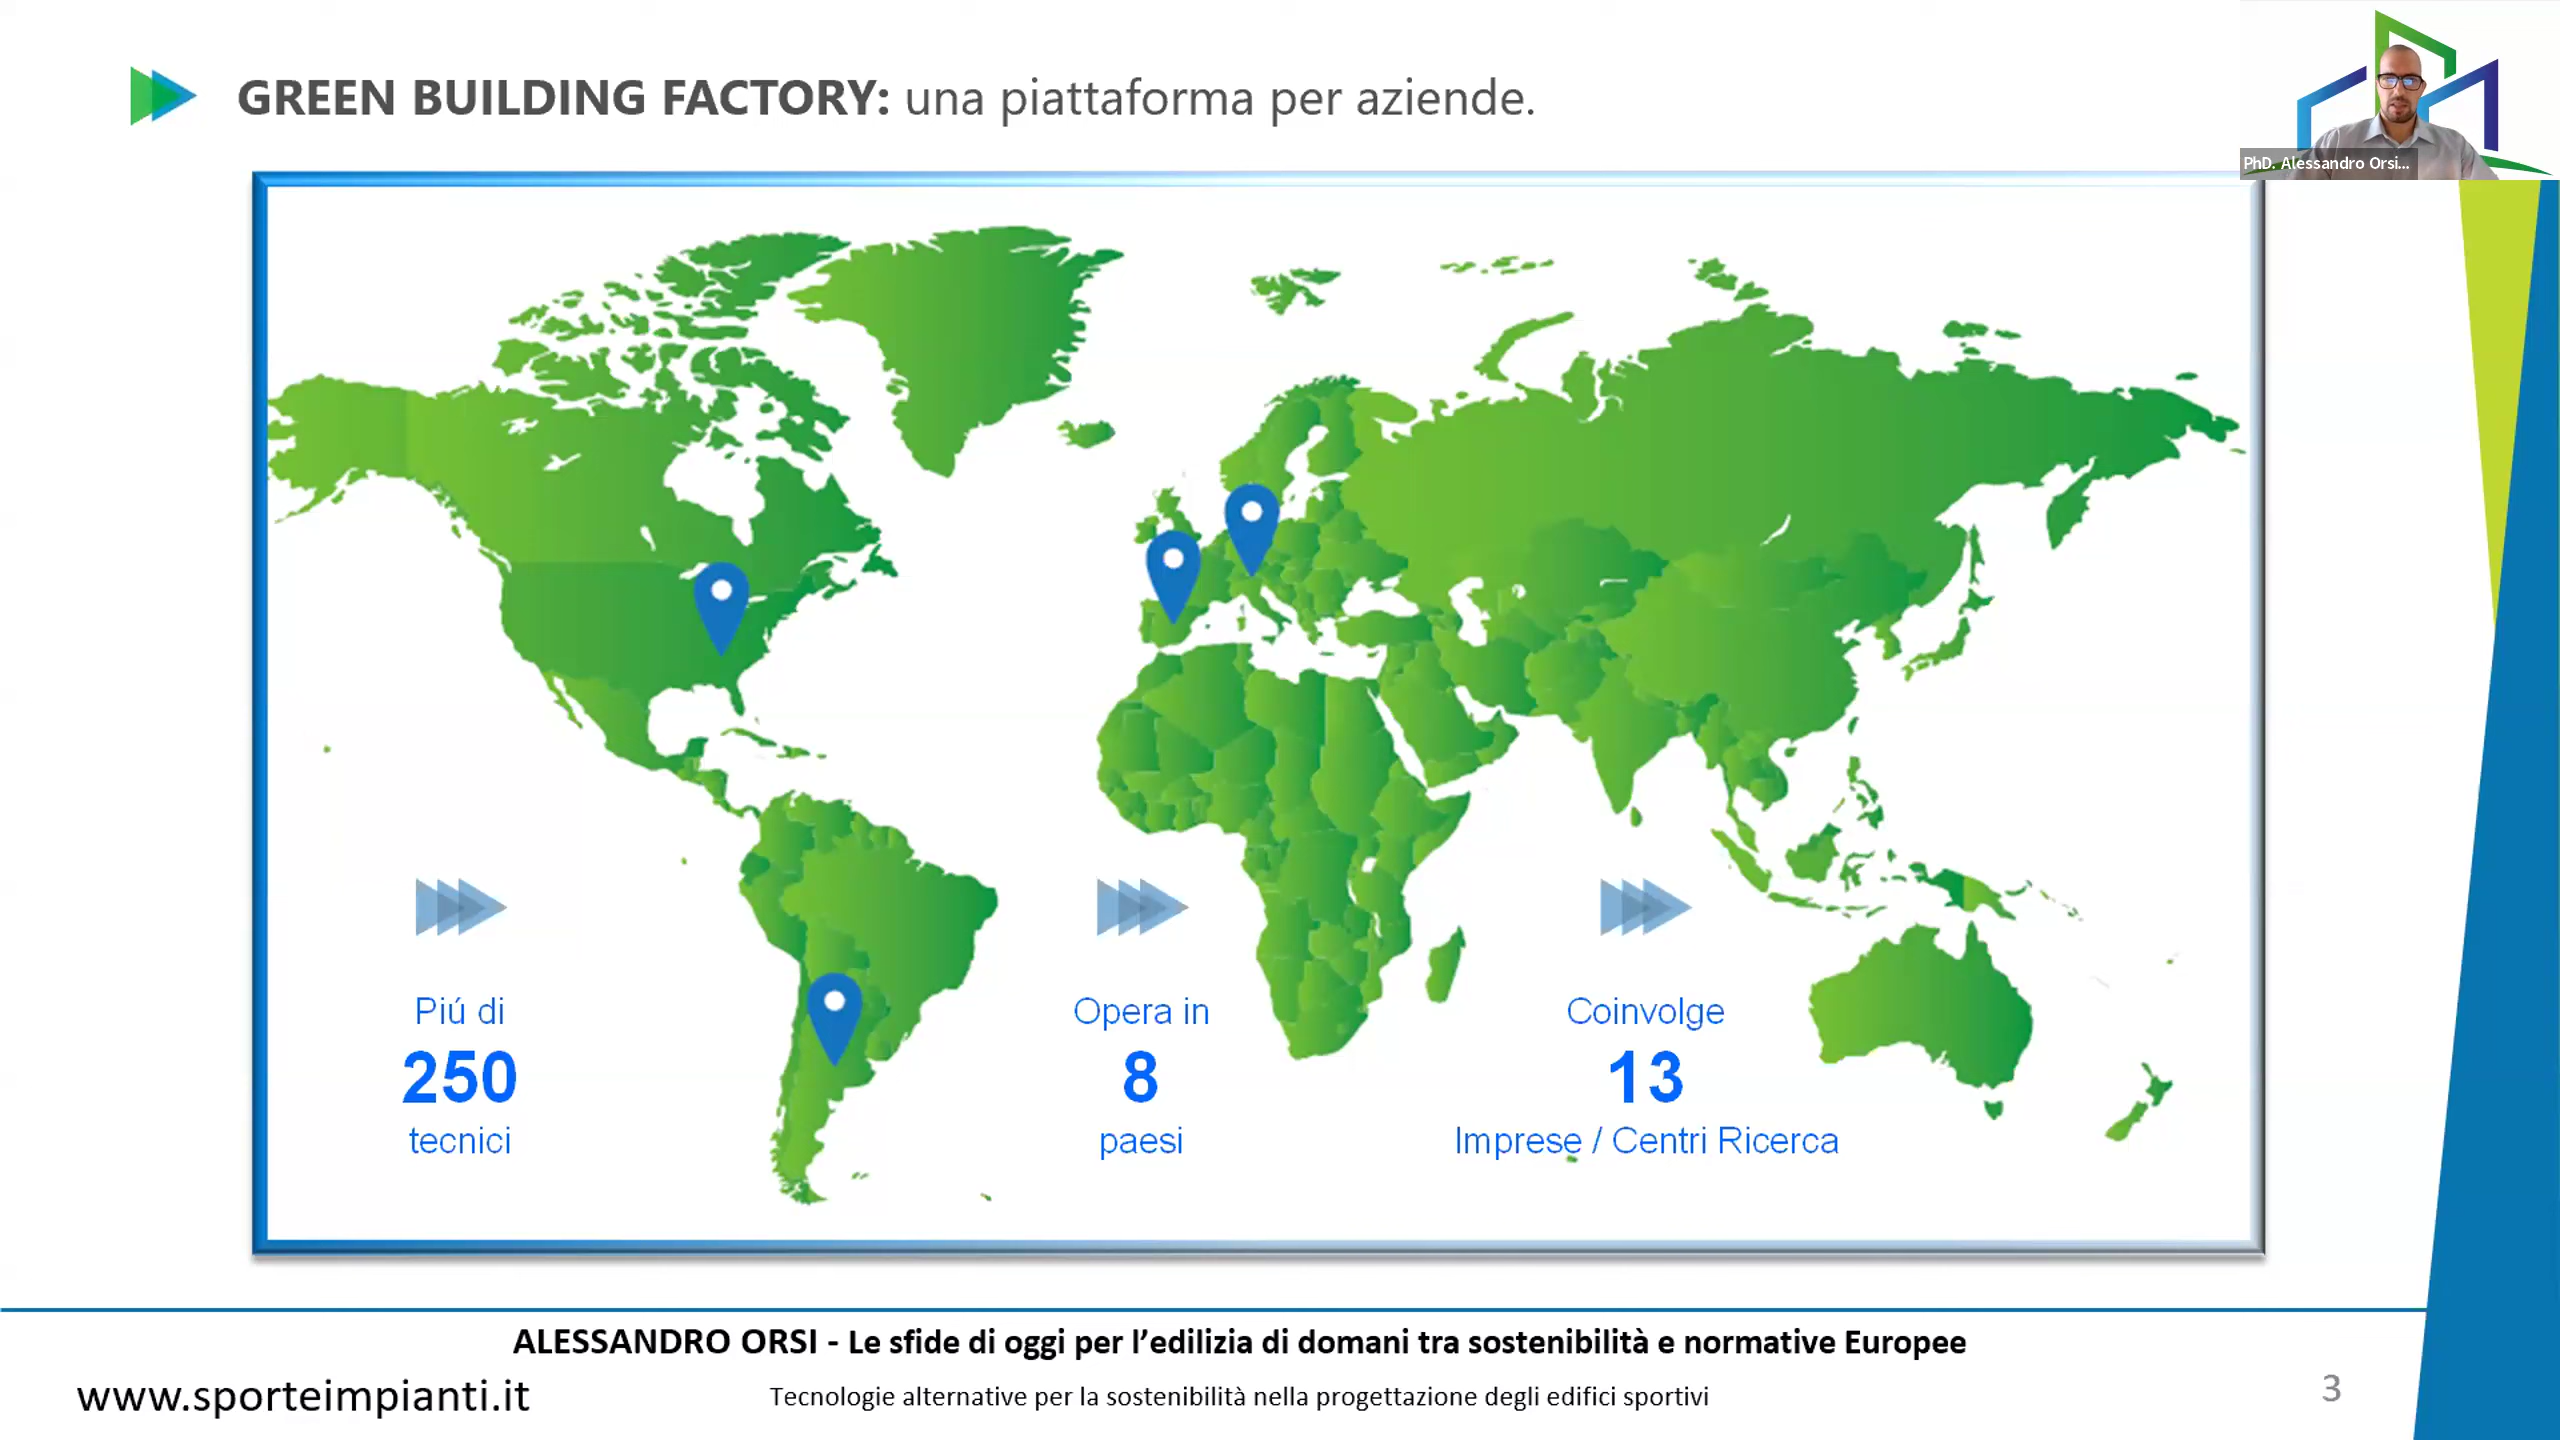 GREEN BUILDING FACTORY: una piattaforma per aziende.
PhD. Alessandro Orsi...
Piú di
250
tecnici
Opera in
8
paesi
Coinvolge
13
Imprese / Centri Ricerca
ALESSANDRO ORSI - Le sfide di oggi per l’edilizia di domani tra sostenibilità e normative Europee
www.sporteimpianti.it
Tecnologie alternative per la sostenibilità nella progettazione degli edifici sportivi
3